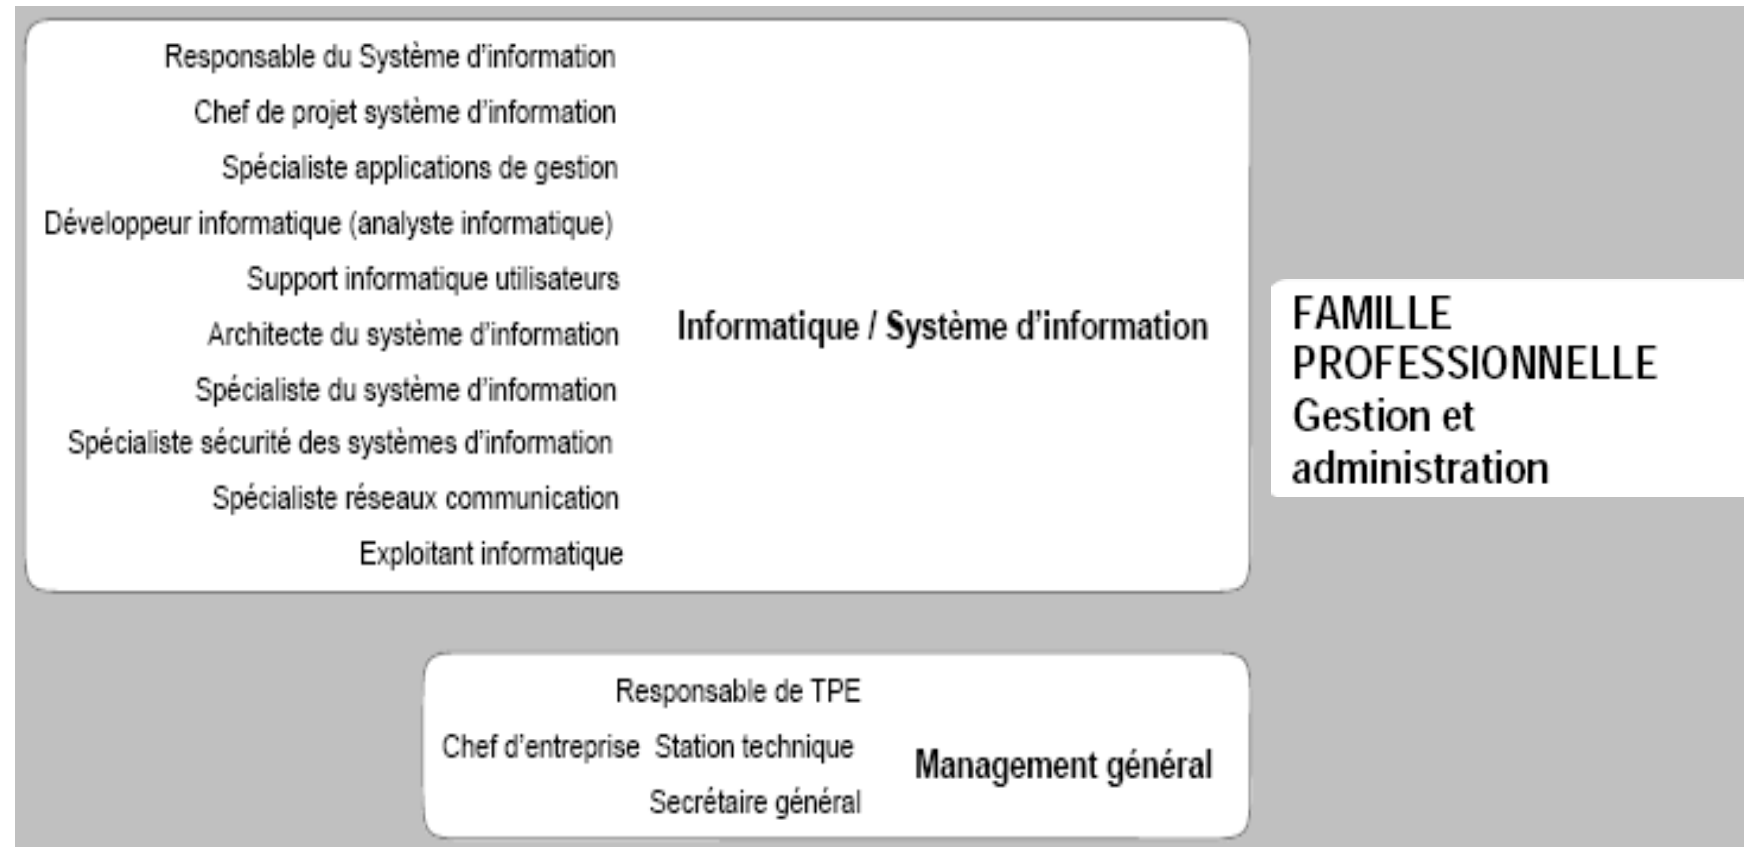 Responsable du Système d'information
Chef de projet système d'information
Spécialiste applications de gestion
Développeur informatique (analyste informatique)
Support informatique utilisateurs
Architecte du système d'information
Spécialiste du système d'information
Spécialiste sécurité des systèmes d'information
Spécialiste réseaux communication
Exploitant informatique
Informatique / Système d'information
FAMILLE
PROFESSIONNELLE
Gestion et
administration
Responsable de TPE
Chef d'entreprise Station technique
Secrétaire général
Management général